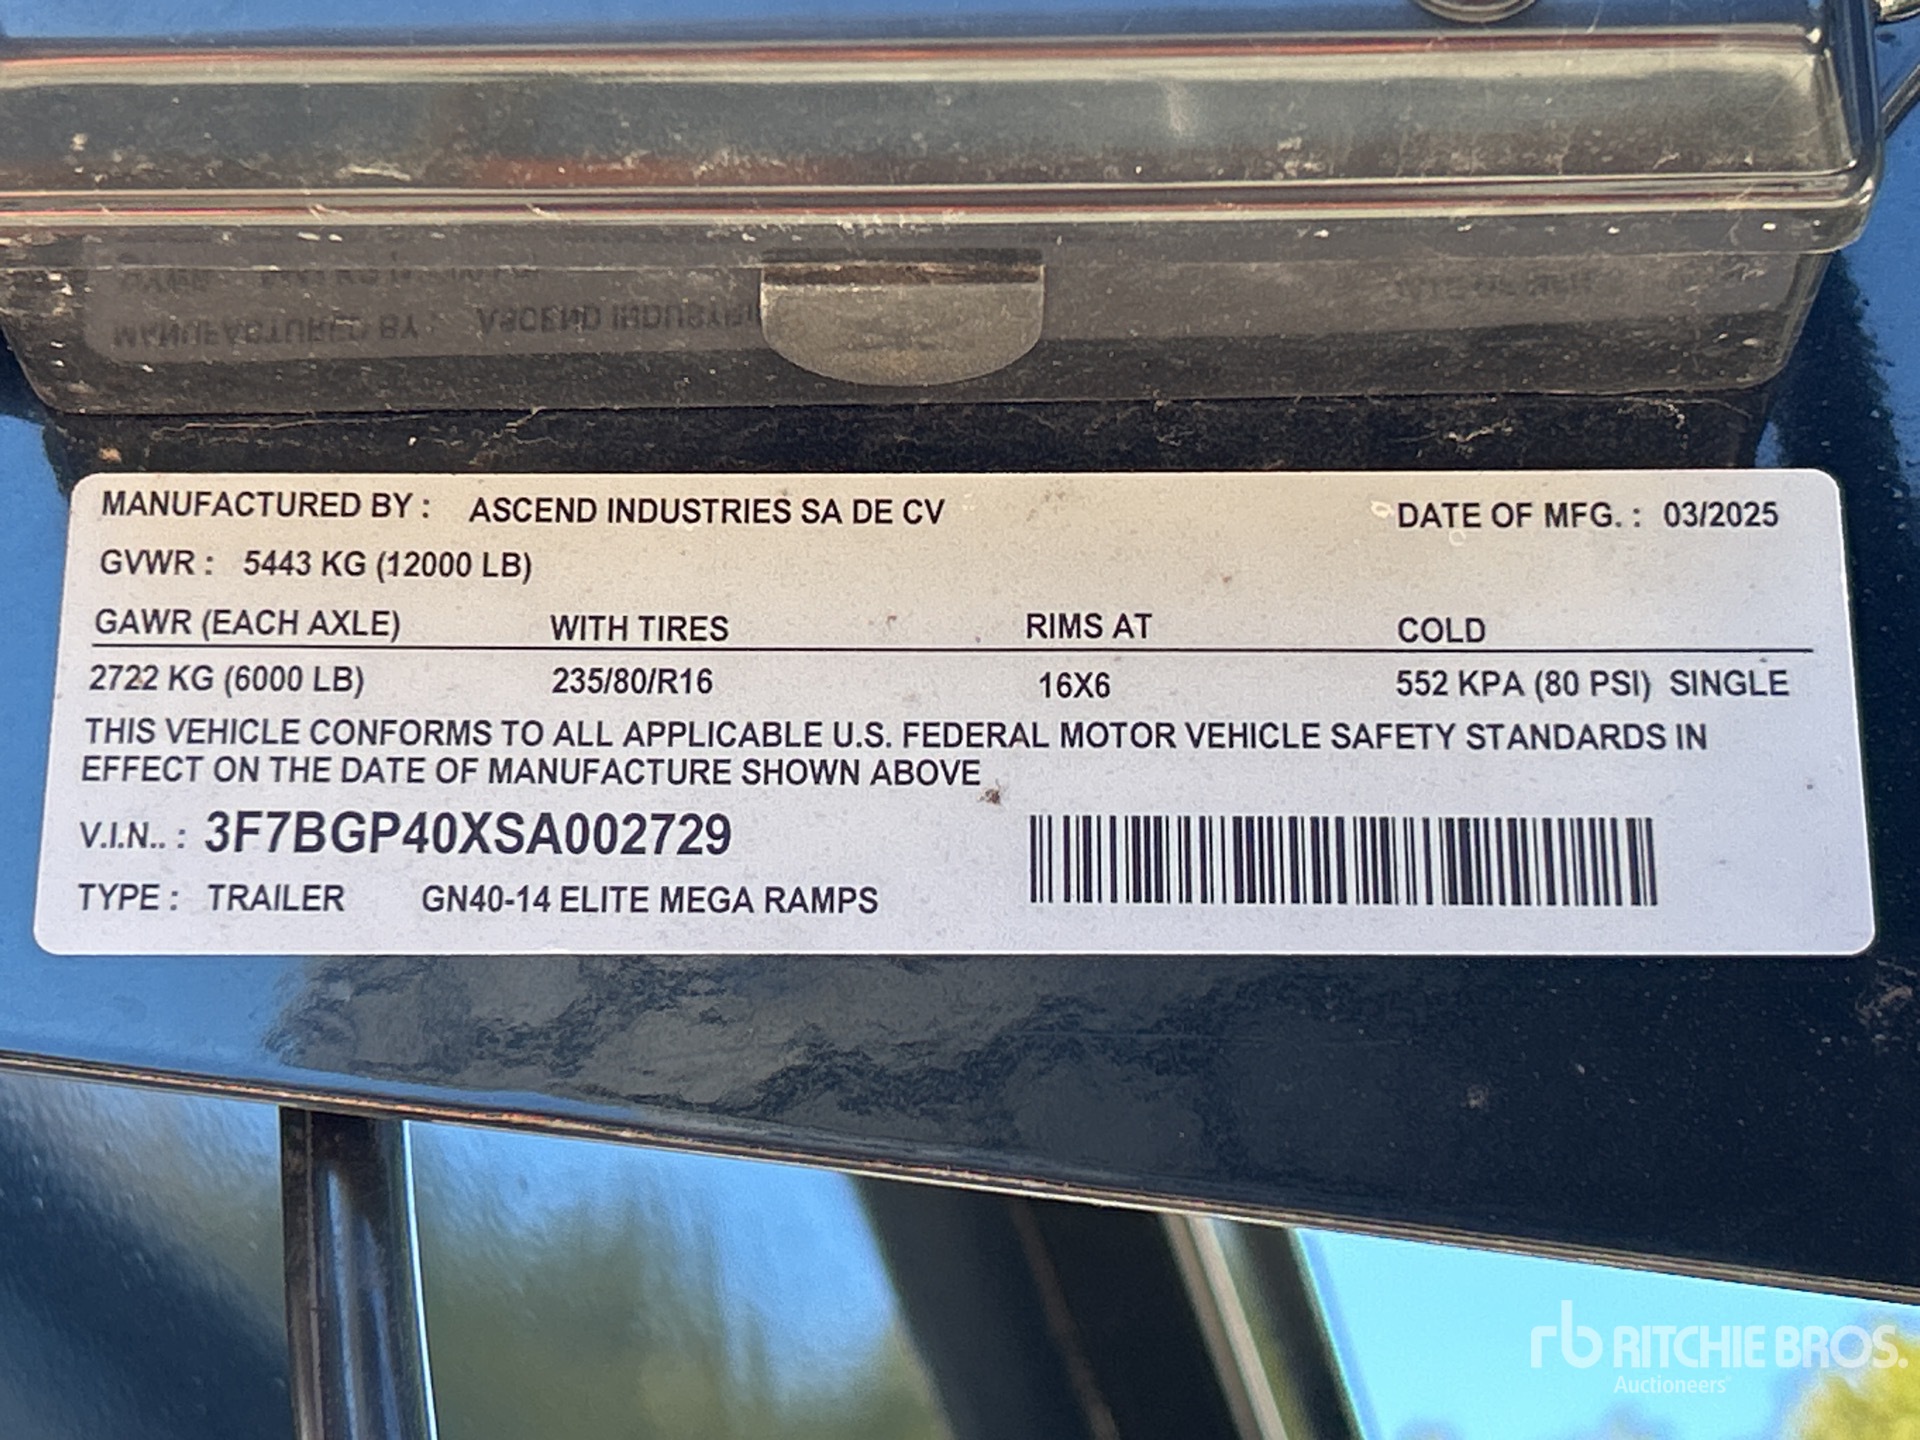 MANUFACTURED BY : ASCEND INDUSTRIES SA DE CV DATE OF MFG. : 03/2025
GVWR : 5443 KG (12000 LB)
GAWR (EACH AXLE) WITH TIRES RIMS AT COLD
2722 KG (6000 LB) 235/80/R16 16X6 552 KPA (80 PSI) SINGLE
THIS VEHICLE CONFORMS TO ALL APPLICABLE U.S. FEDERAL MOTOR VEHICLE SAFETY STANDARDS IN
EFFECT ON THE DATE OF MANUFACTURE SHOWN ABOVE
V.I.N.. : 3F7BGP40XSA002729
TYPE : TRAILER GN40-14 ELITE MEGA RAMPS
rb RITCHIE BROS.
Auctioneers